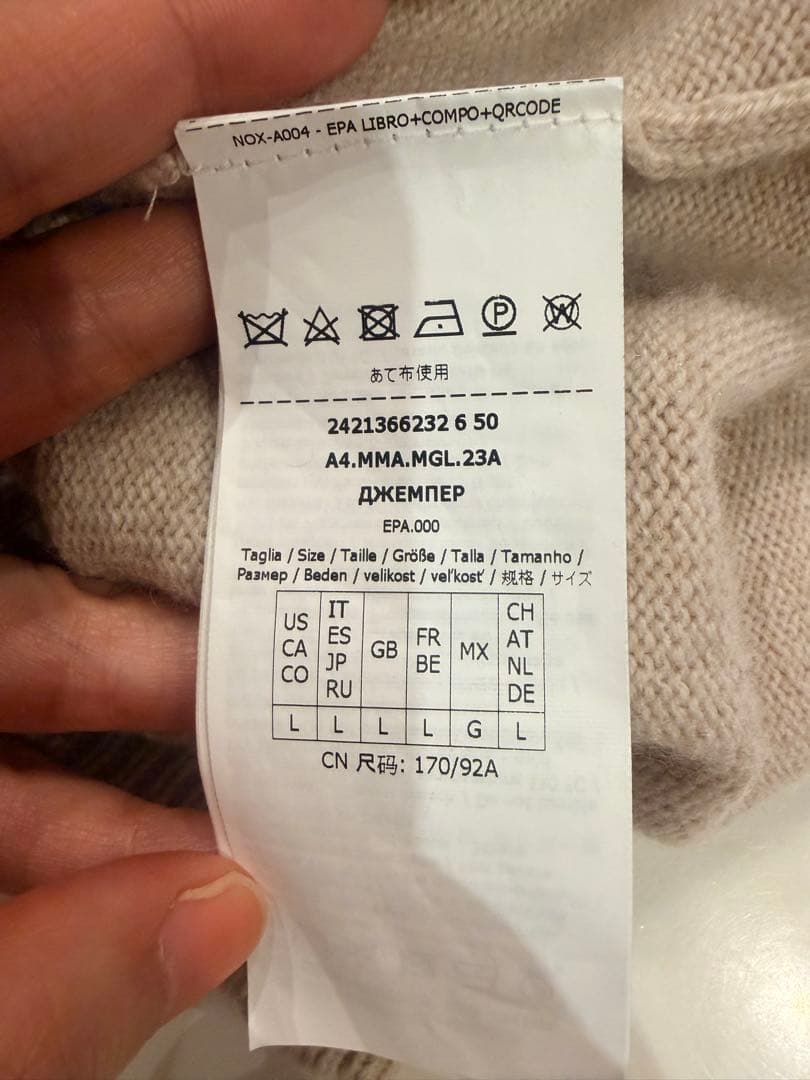 NOX-A004 - EPA LIBRO+COMPO+QRCODE
P W
あて布使用
2421366232 6 50
A4.MMA.MGL.23A
ДЖЕМПЕР
EPA.000
Taglia / Size / Taille / Größe / Talla / Tamanho /
Размер / Beden / velikost / veľkosť / 规格 / サイズ
US CA CO
IT ES JP RU
GB
FR BE
MX
CH AT NL DE
L L L L G L
CN 尺码: 170/92A